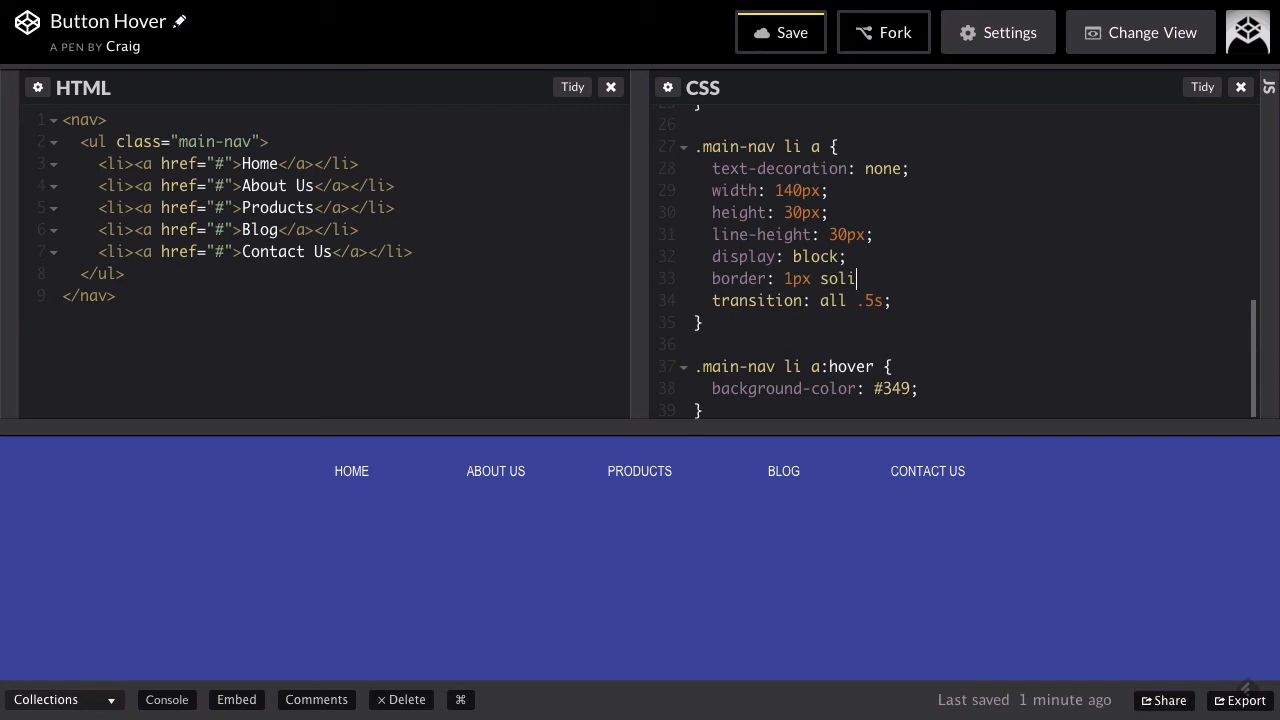 Button Hover
A PEN BY Craig
Save
Fork
Settings
Change View
HTML
Tidy
CSS
Tidy
JS
1 <nav>
2 <ul class="main-nav">
3 <li><a href="#">Home</a></li>
4 <li><a href="#">About Us</a></li>
5 <li><a href="#">Products</a></li>
6 <li><a href="#">Blog</a></li>
7 <li><a href="#">Contact Us</a></li>
8 </ul>
9 </nav>
25 }
26
27 .main-nav li a {
28 text-decoration: none;
29 width: 140px;
30 height: 30px;
31 line-height: 30px;
32 display: block;
33 border: 1px soli
34 transition: all .5s;
35 }
36
37 .main-nav li a:hover {
38 background-color: #349;
39 }
HOME ABOUT US PRODUCTS BLOG CONTACT US
Collections
Console
Embed
Comments
× Delete
⌘
Last saved 1 minute ago
Share
Export